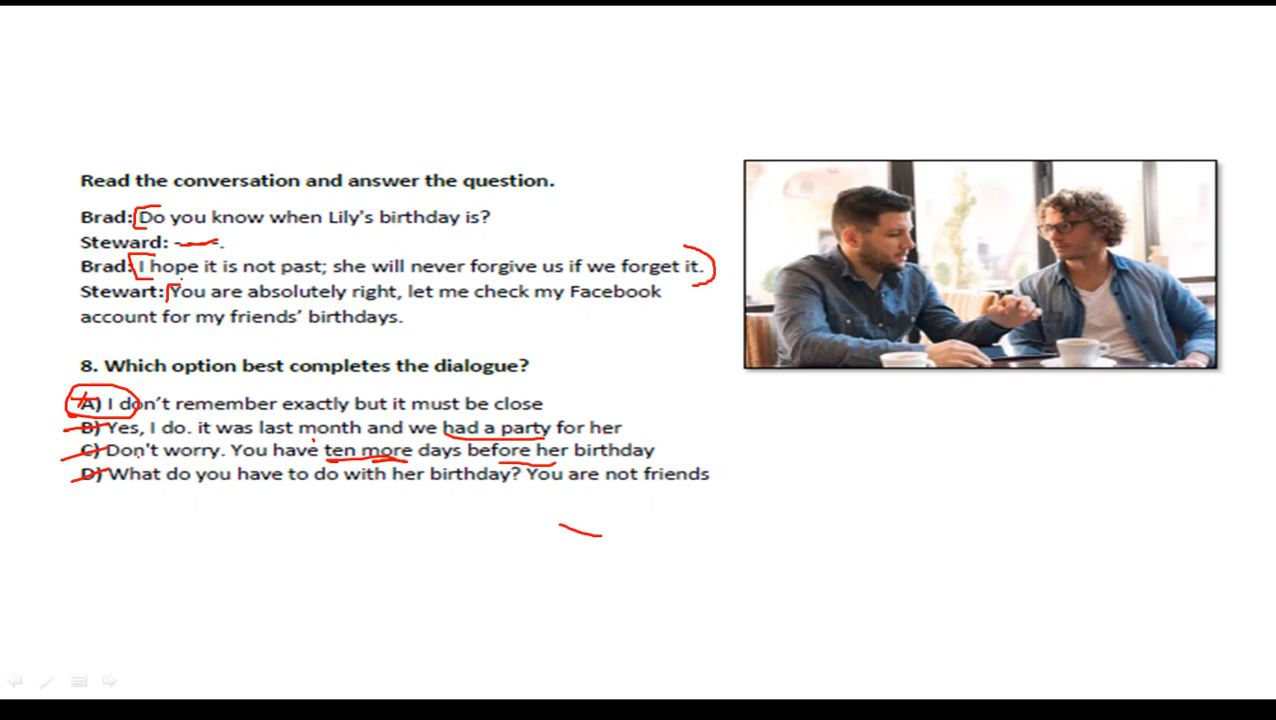 Read the conversation and answer the question.
Brad: Do you know when Lily's birthday is?
Steward: -----.
Brad: I hope it is not past; she will never forgive us if we forget it.
Stewart: You are absolutely right, let me check my Facebook
account for my friends' birthdays.
8. Which option best completes the dialogue?
A) I don't remember exactly but it must be close
B) Yes, I do. it was last month and we had a party for her
C) Don't worry. You have ten more days before her birthday
D) What do you have to do with her birthday? You are not friends